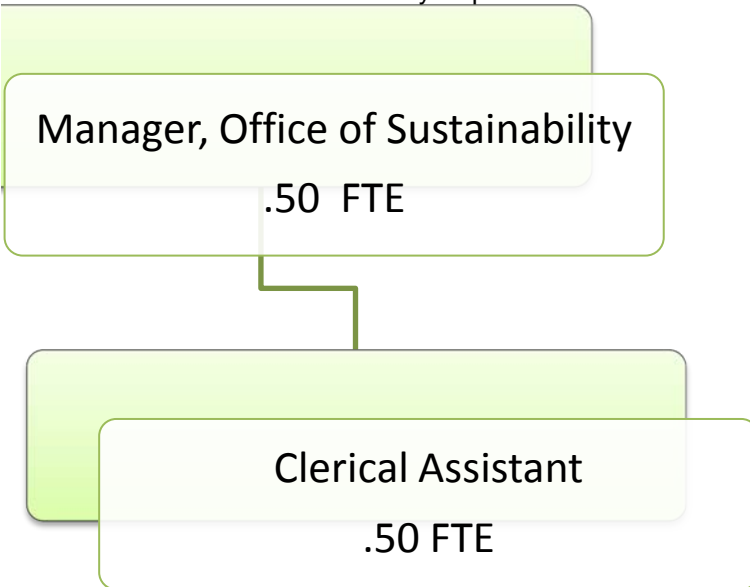 Manager, Office of Sustainability
.50 FTE
Clerical Assistant
.50 FTE